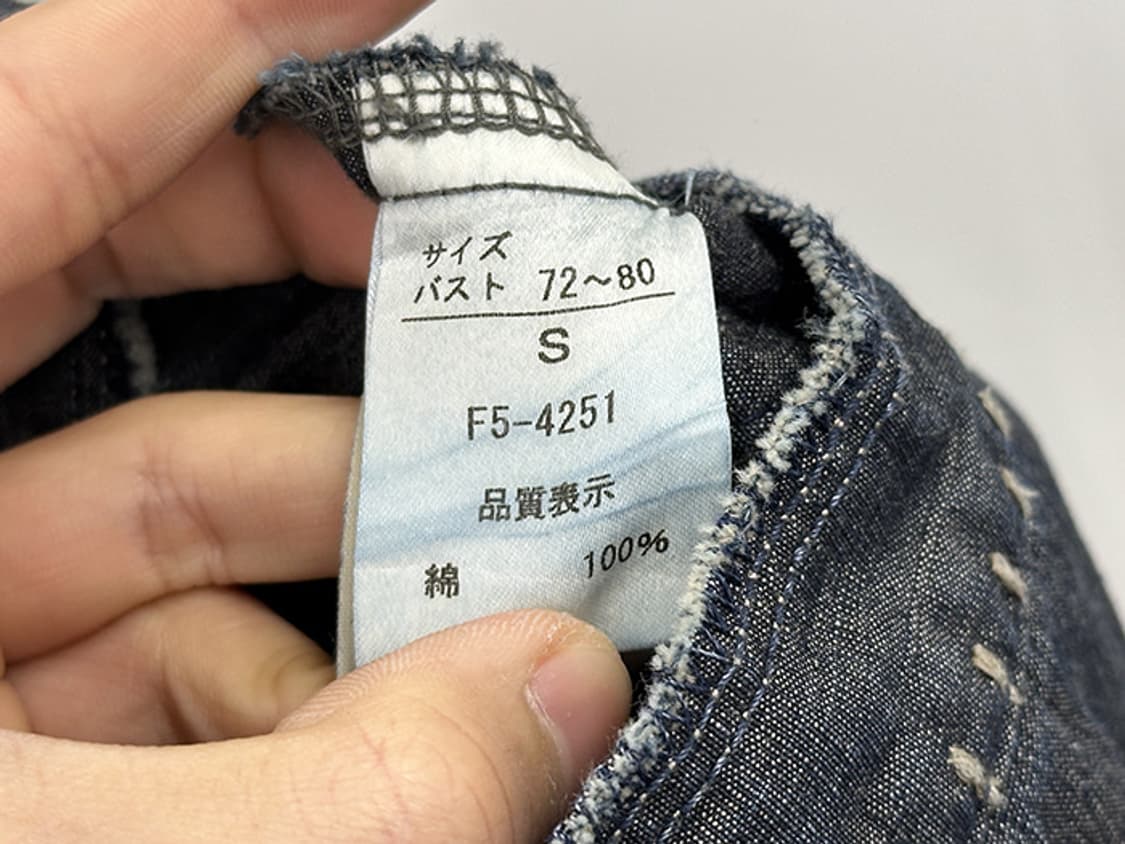 サイズ
バスト 72～80
S
F5-4251
品質表示
綿 100%